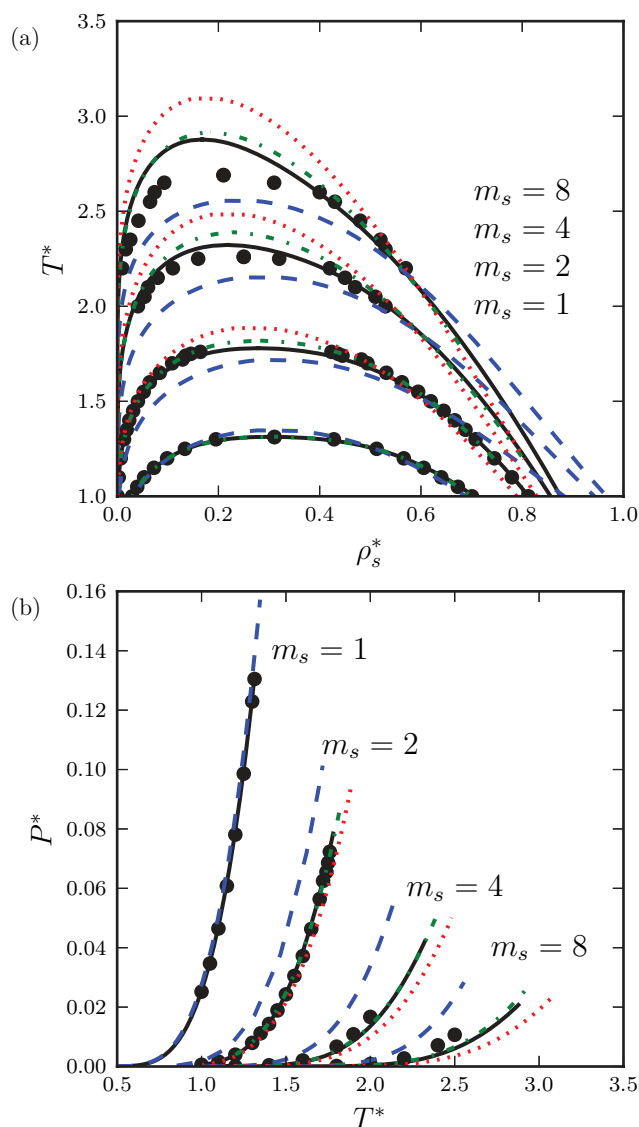 (a)
3.5
3.0
2.5
2.0
1.5
1.0
T*
m_s = 8
m_s = 4
m_s = 2
m_s = 1
0.0 0.2 0.4 0.6 0.8 1.0
ρ*_s
(b)
0.16
0.14
0.12
0.10
0.08
0.06
0.04
0.02
0.00
P*
m_s = 1
m_s = 2
m_s = 4
m_s = 8
0.5 1.0 1.5 2.0 2.5 3.0 3.5
T*